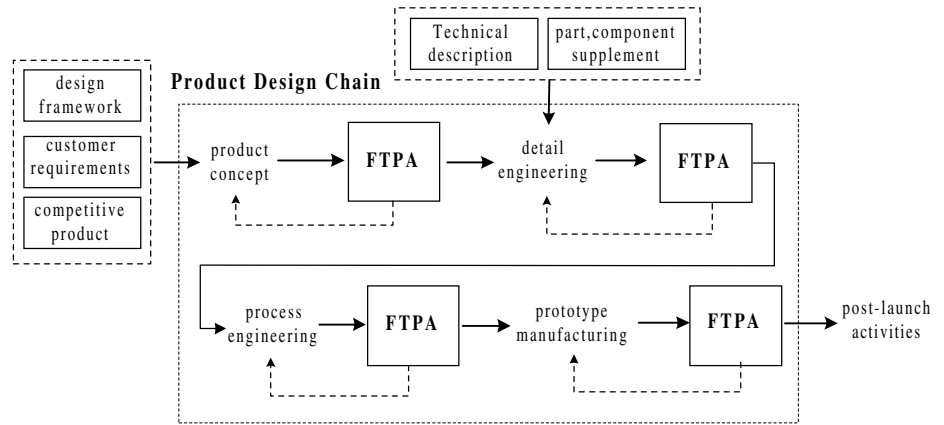 Technical
description
part,component
supplement
design
framework
customer
requirements
competitive
product
Product Design Chain
product
concept
FTPA
detail
engineering
FTPA
process
engineering
FTPA
prototype
manufacturing
FTPA
post-launch
activities